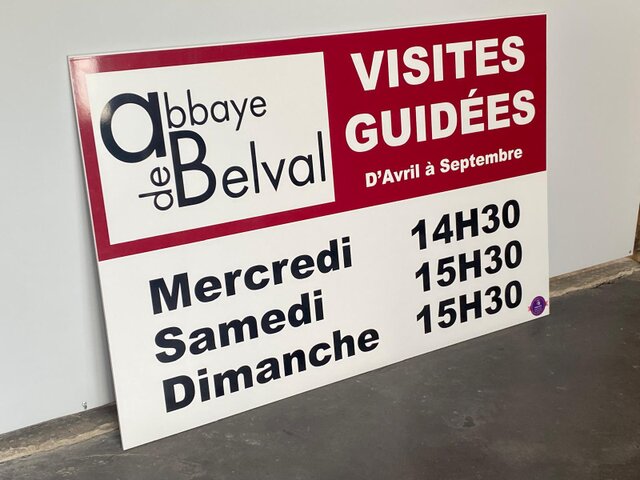 abbaye
de Belval
VISITES
GUIDÉES
D'Avril à Septembre
Mercredi 14H30
Samedi 15H30
Dimanche 15H30